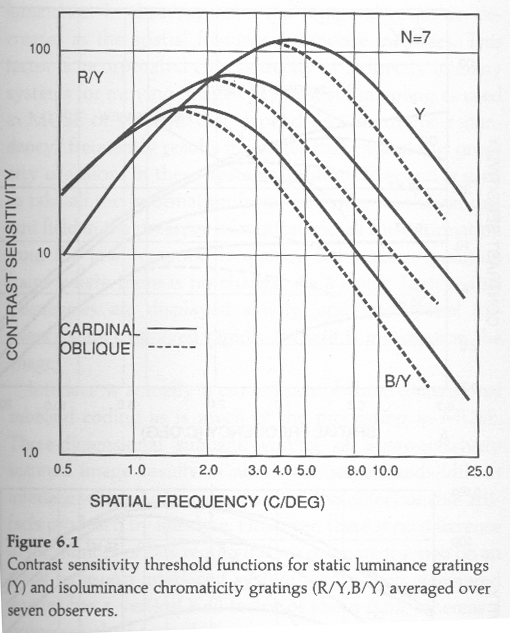 100
N=7
R/Y
Y
10
CONTRAST SENSITIVITY
CARDINAL
OBLIQUE
B/Y
1.0
0.5 1.0 2.0 3.0 4.0 5.0 8.0 10.0 25.0
SPATIAL FREQUENCY (C/DEG)
Figure 6.1
Contrast sensitivity threshold functions for static luminance gratings
(Y) and isoluminance chromaticity gratings (R/Y,B/Y) averaged over
seven observers.